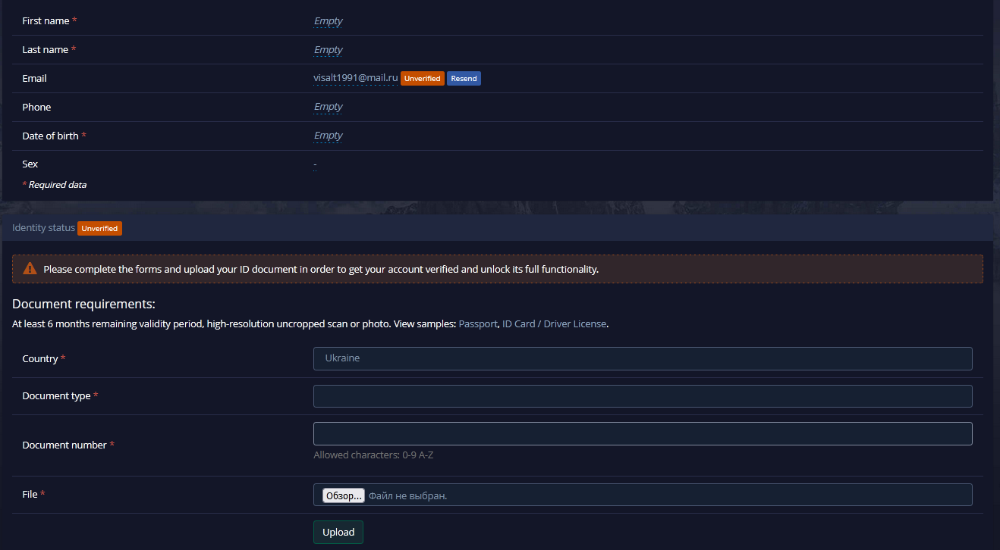 First name * Empty
Last name * Empty
Email visalt1991@mail.ru Unverified Resend
Phone Empty
Date of birth * Empty
Sex -
* Required data
Identity status Unverified
Please complete the forms and upload your ID document in order to get your account verified and unlock its full functionality.
Document requirements:
At least 6 months remaining validity period, high-resolution uncropped scan or photo. View samples: Passport, ID Card / Driver License.
Country * Ukraine
Document type *
Document number *
Allowed characters: 0-9 A-Z
File * Обзор... Файл не выбран.
Upload